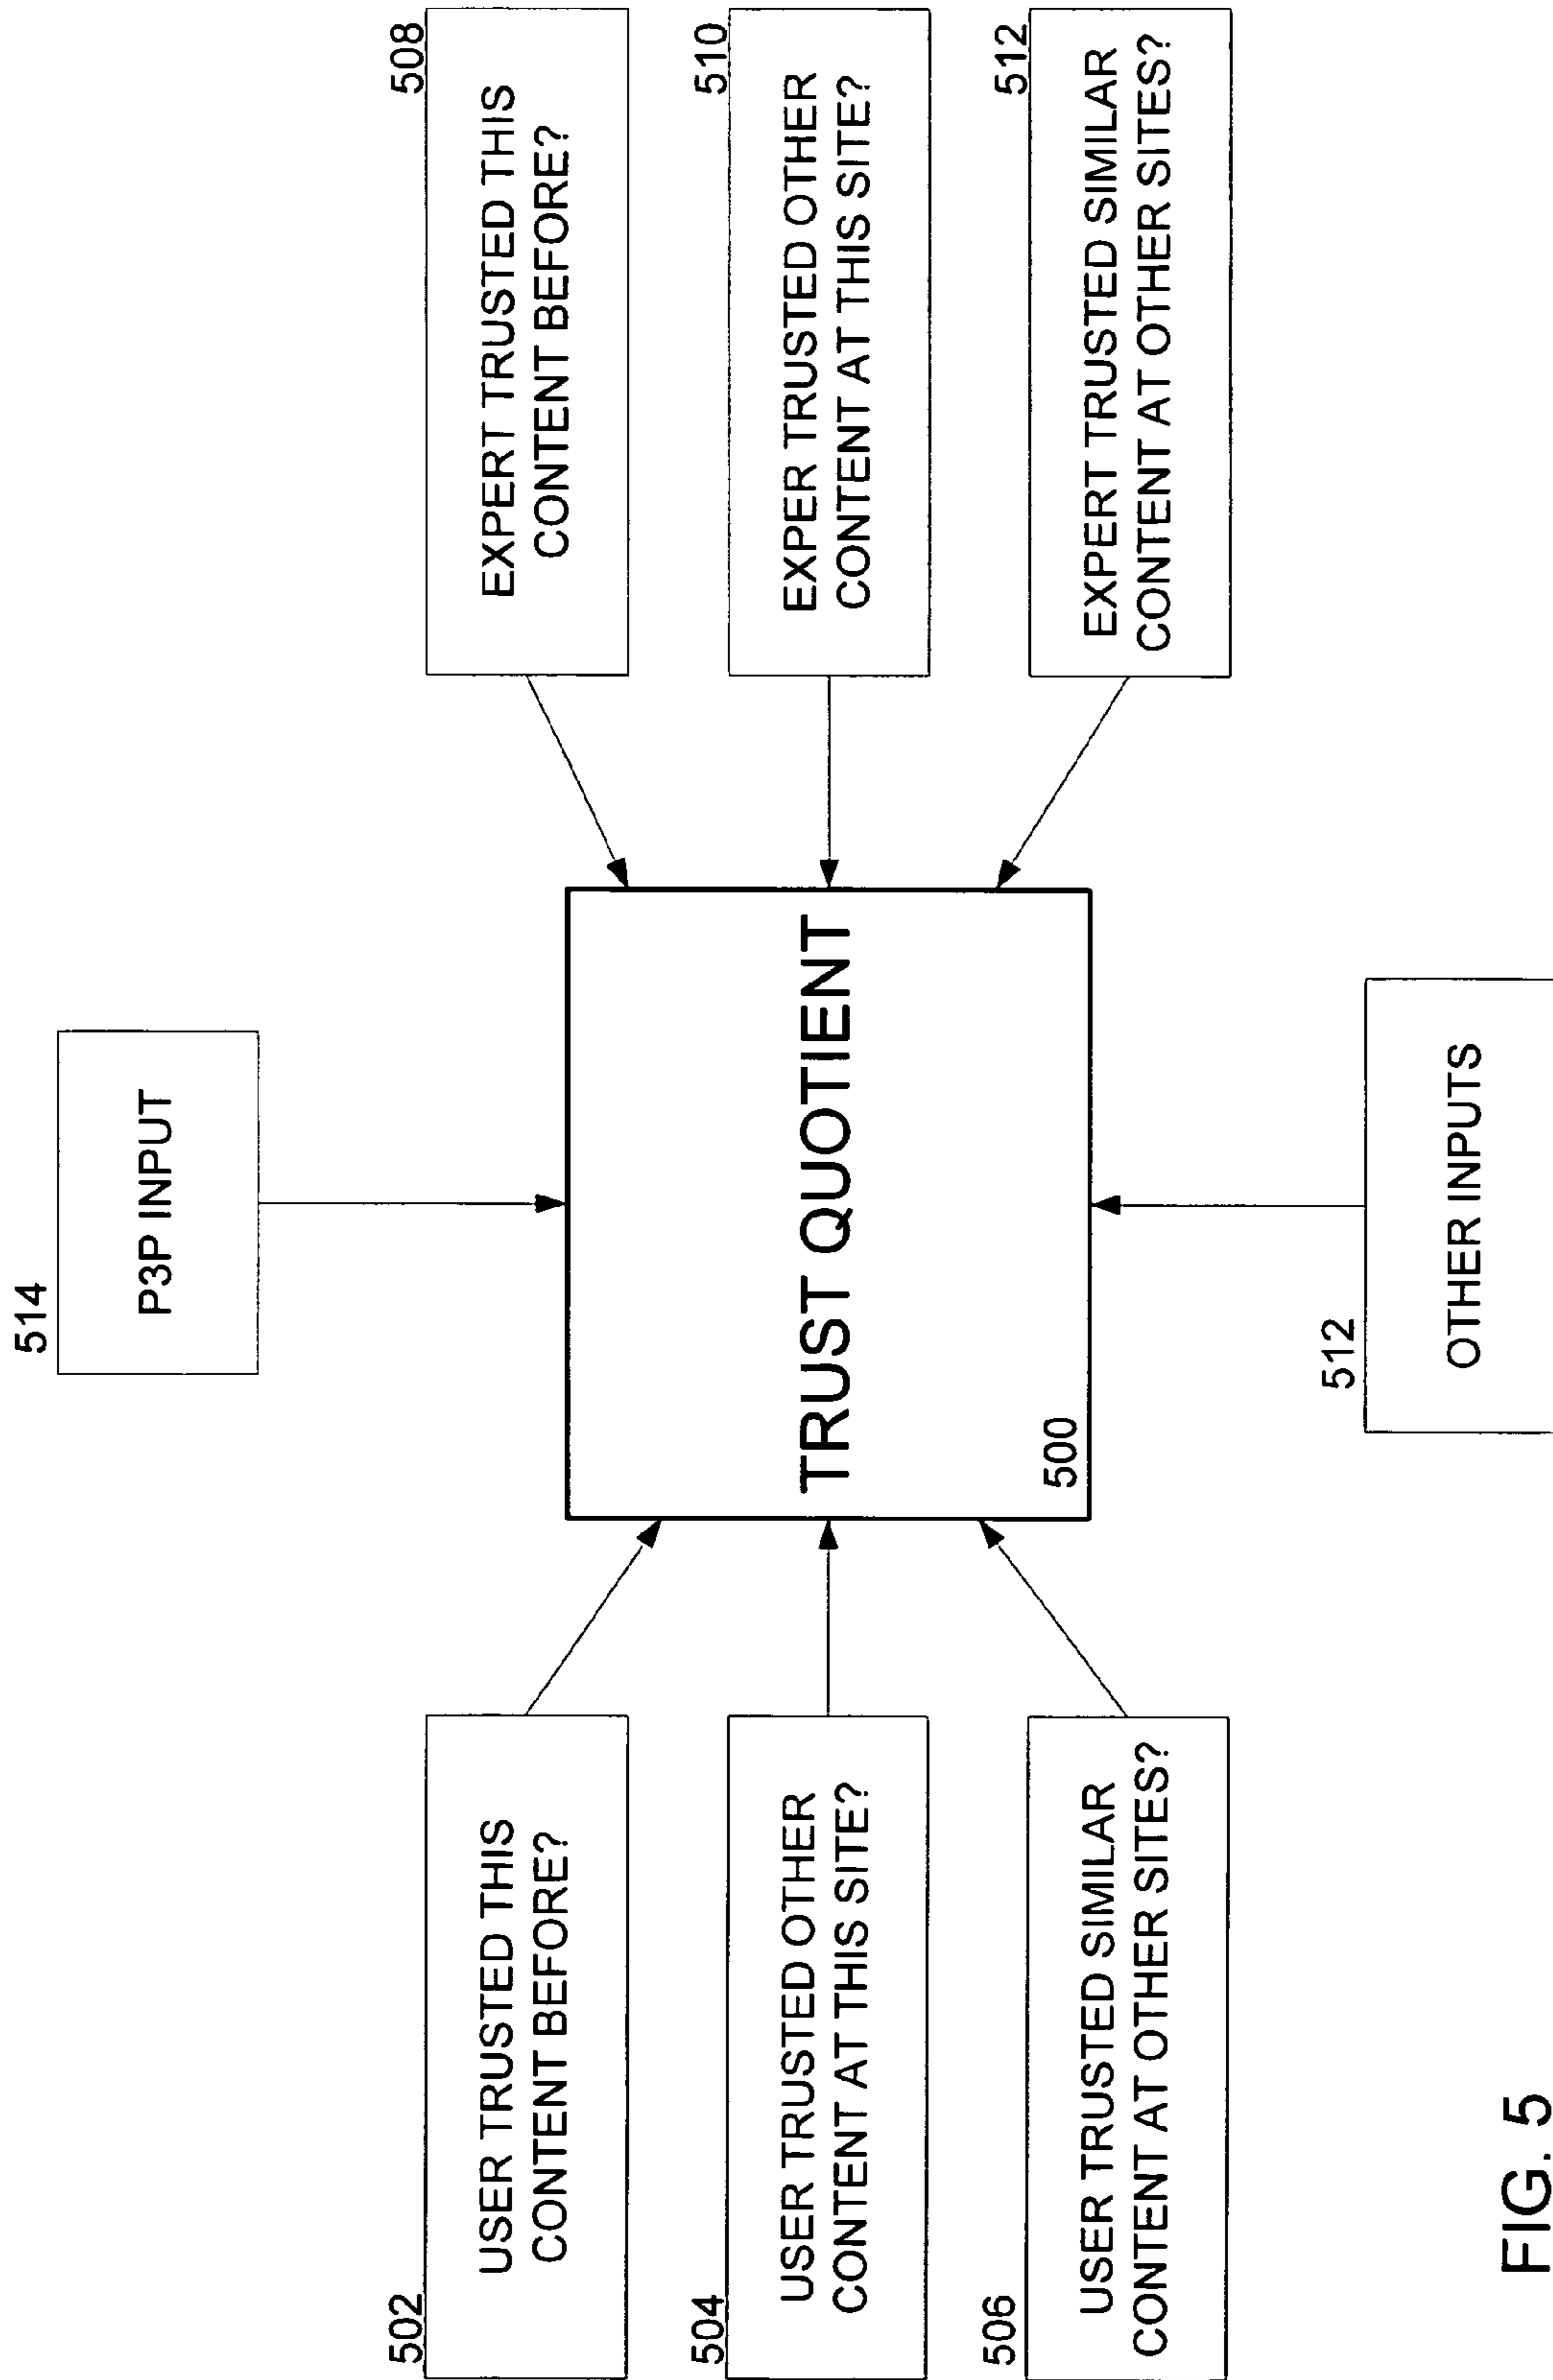 514
P3P INPUT
502
USER TRUSTED THIS
CONTENT BEFORE?
504
USER TRUSTED OTHER
CONTENT AT THIS SITE?
506
USER TRUSTED SIMILAR
CONTENT AT OTHER SITES?
TRUST QUOTIENT
500
508
EXPERT TRUSTED THIS
CONTENT BEFORE?
510
EXPER TRUSTED OTHER
CONTENT AT THIS SITE?
512
EXPERT TRUSTED SIMILAR
CONTENT AT OTHER SITES?
512
OTHER INPUTS
FIG. 5